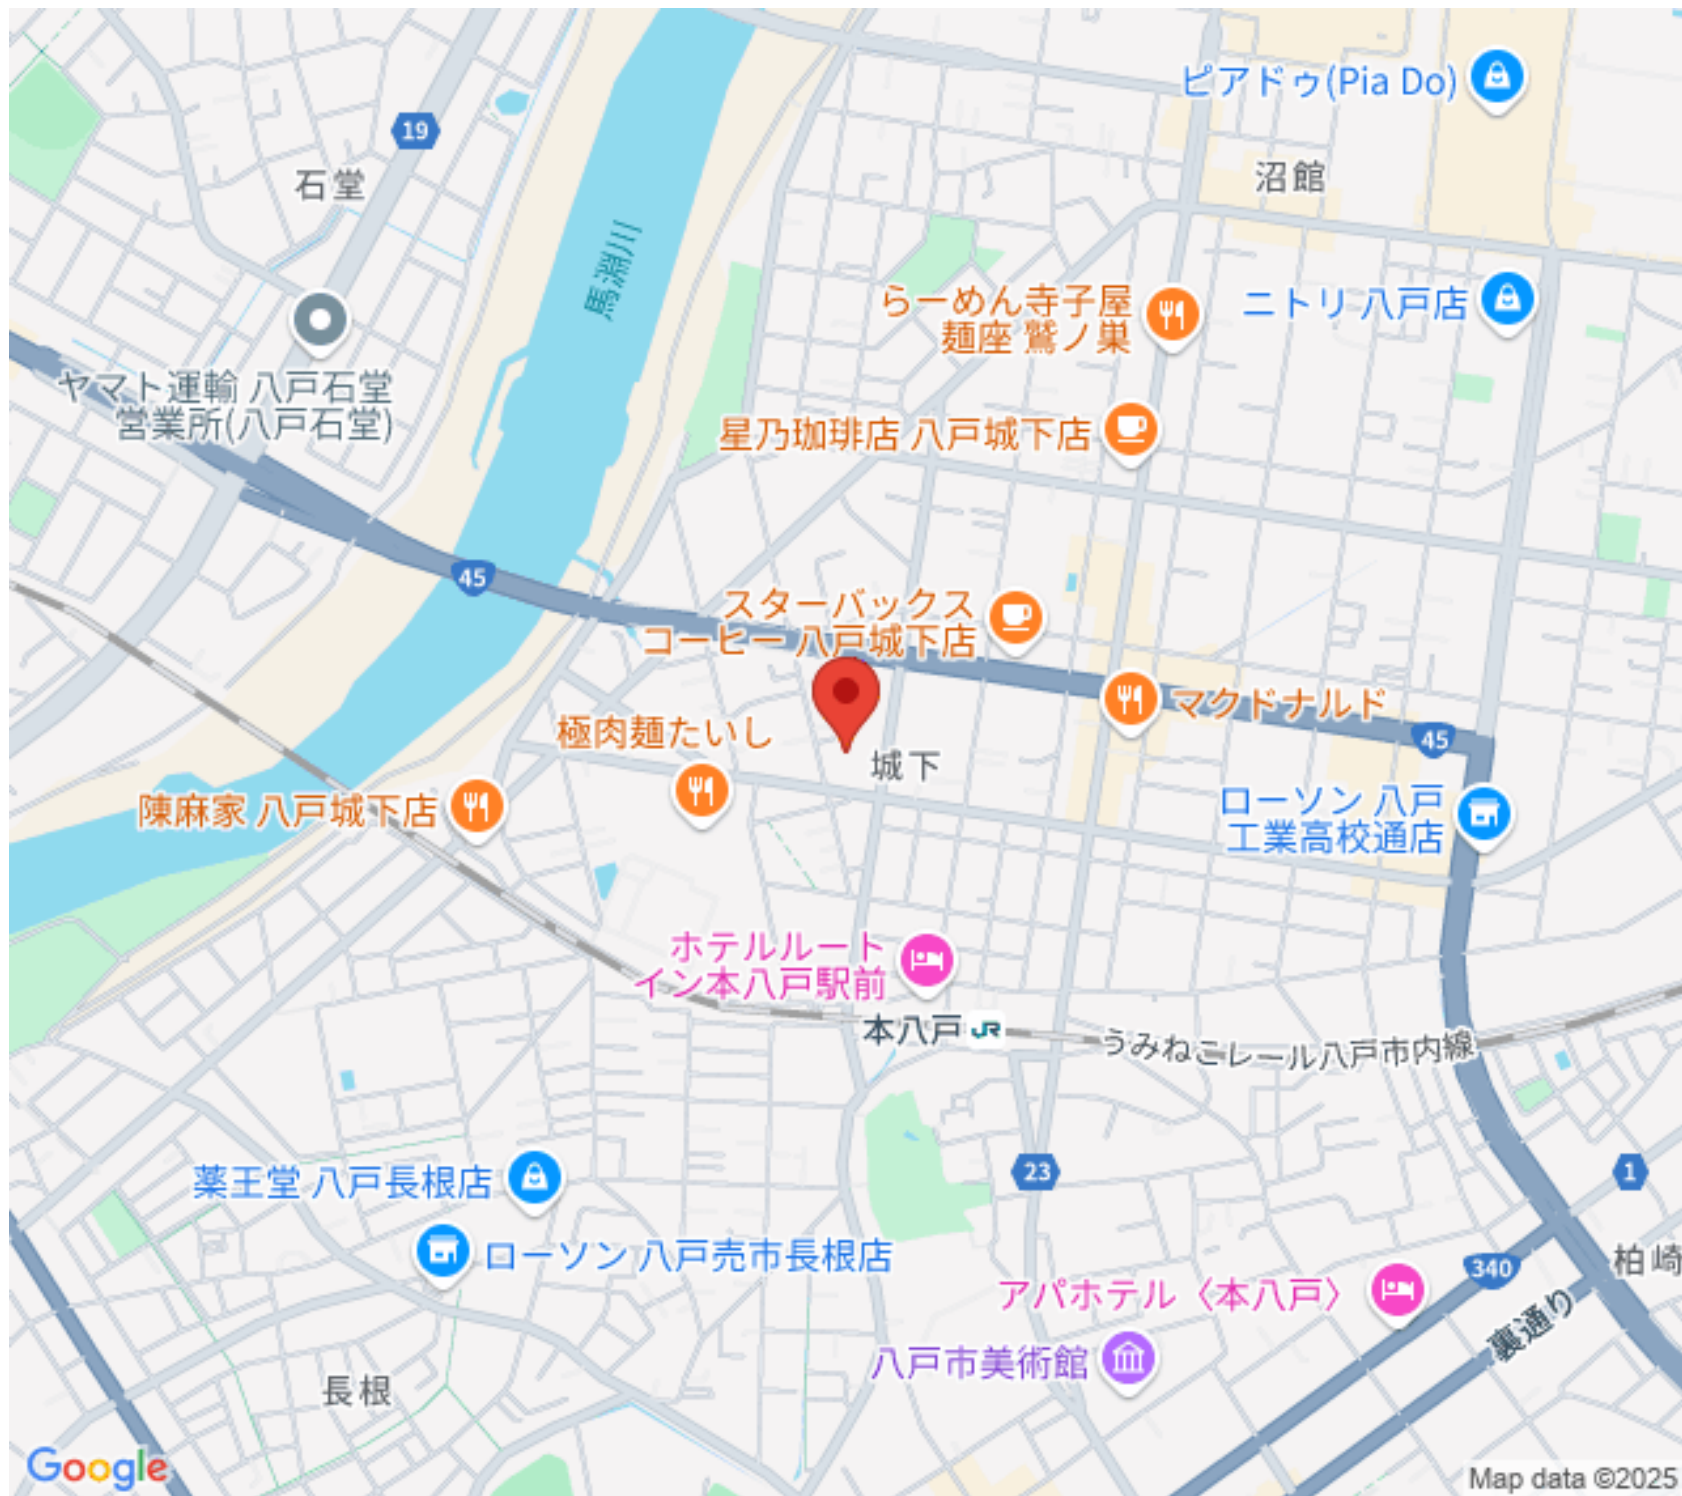 ピアドゥ(Pia Do)
19
石堂
沼館
馬淵川
らーめん寺子屋
麺座 鷲ノ巣
ニトリ 八戸店
ヤマト運輸 八戸石堂
営業所(八戸石堂)
星乃珈琲店 八戸城下店
45
スターバックス
コーヒー 八戸城下店
マクドナルド
極肉麺たいし
45
城下
陳麻家 八戸城下店
ローソン 八戸
工業高校通店
ホテルルート
イン本八戸駅前
本八戸
JR
うみねこレール八戸市内線
薬王堂 八戸長根店
23
1
ローソン 八戸売市長根店
340
柏崎
アパホテル〈本八戸〉
裏通り
八戸市美術館
長根
Google
Map data ©2025